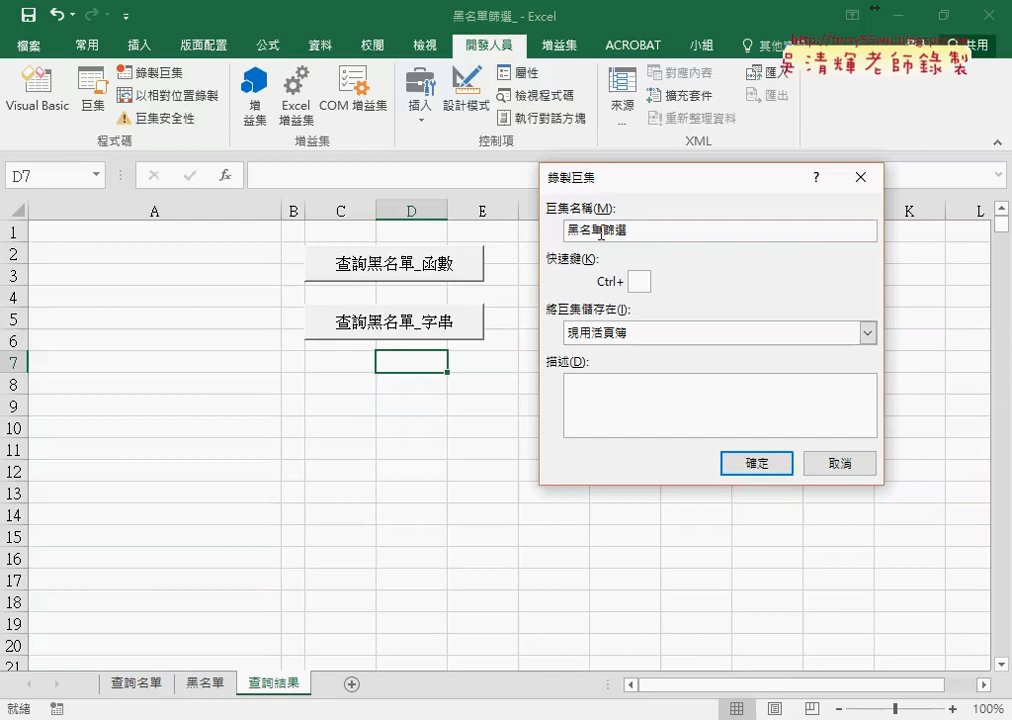 黑名單篩選_ - Excel
檔案 常用 插入 版面配置 公式 資料 校閱 檢視 開發人員 增益集 ACROBAT 小組 其他 共用
吳清輝老師錄製
Visual Basic 巨集 錄製巨集 以相對位置錄製 巨集安全性
增益集 Excel 增益集 COM 增益集
插入 設計模式 屬性 檢視程式碼 執行對話方塊
來源... 對應內容 擴充套件 重新整理資料 匯出
程式碼 增益集 控制項 XML
D7 fx
A B C D E K L
1
2
3
4
5
6
7
8
9
10
11
12
13
14
15
16
17
18
19
20
21
查詢黑名單_函數
查詢黑名單_字串
錄製巨集 ?
巨集名稱(M):
黑名單篩選
快速鍵(K):
Ctrl+
將巨集儲存在(I):
現用活頁簿
描述(D):
確定 取消
查詢名單 黑名單 查詢結果
就緒 100%